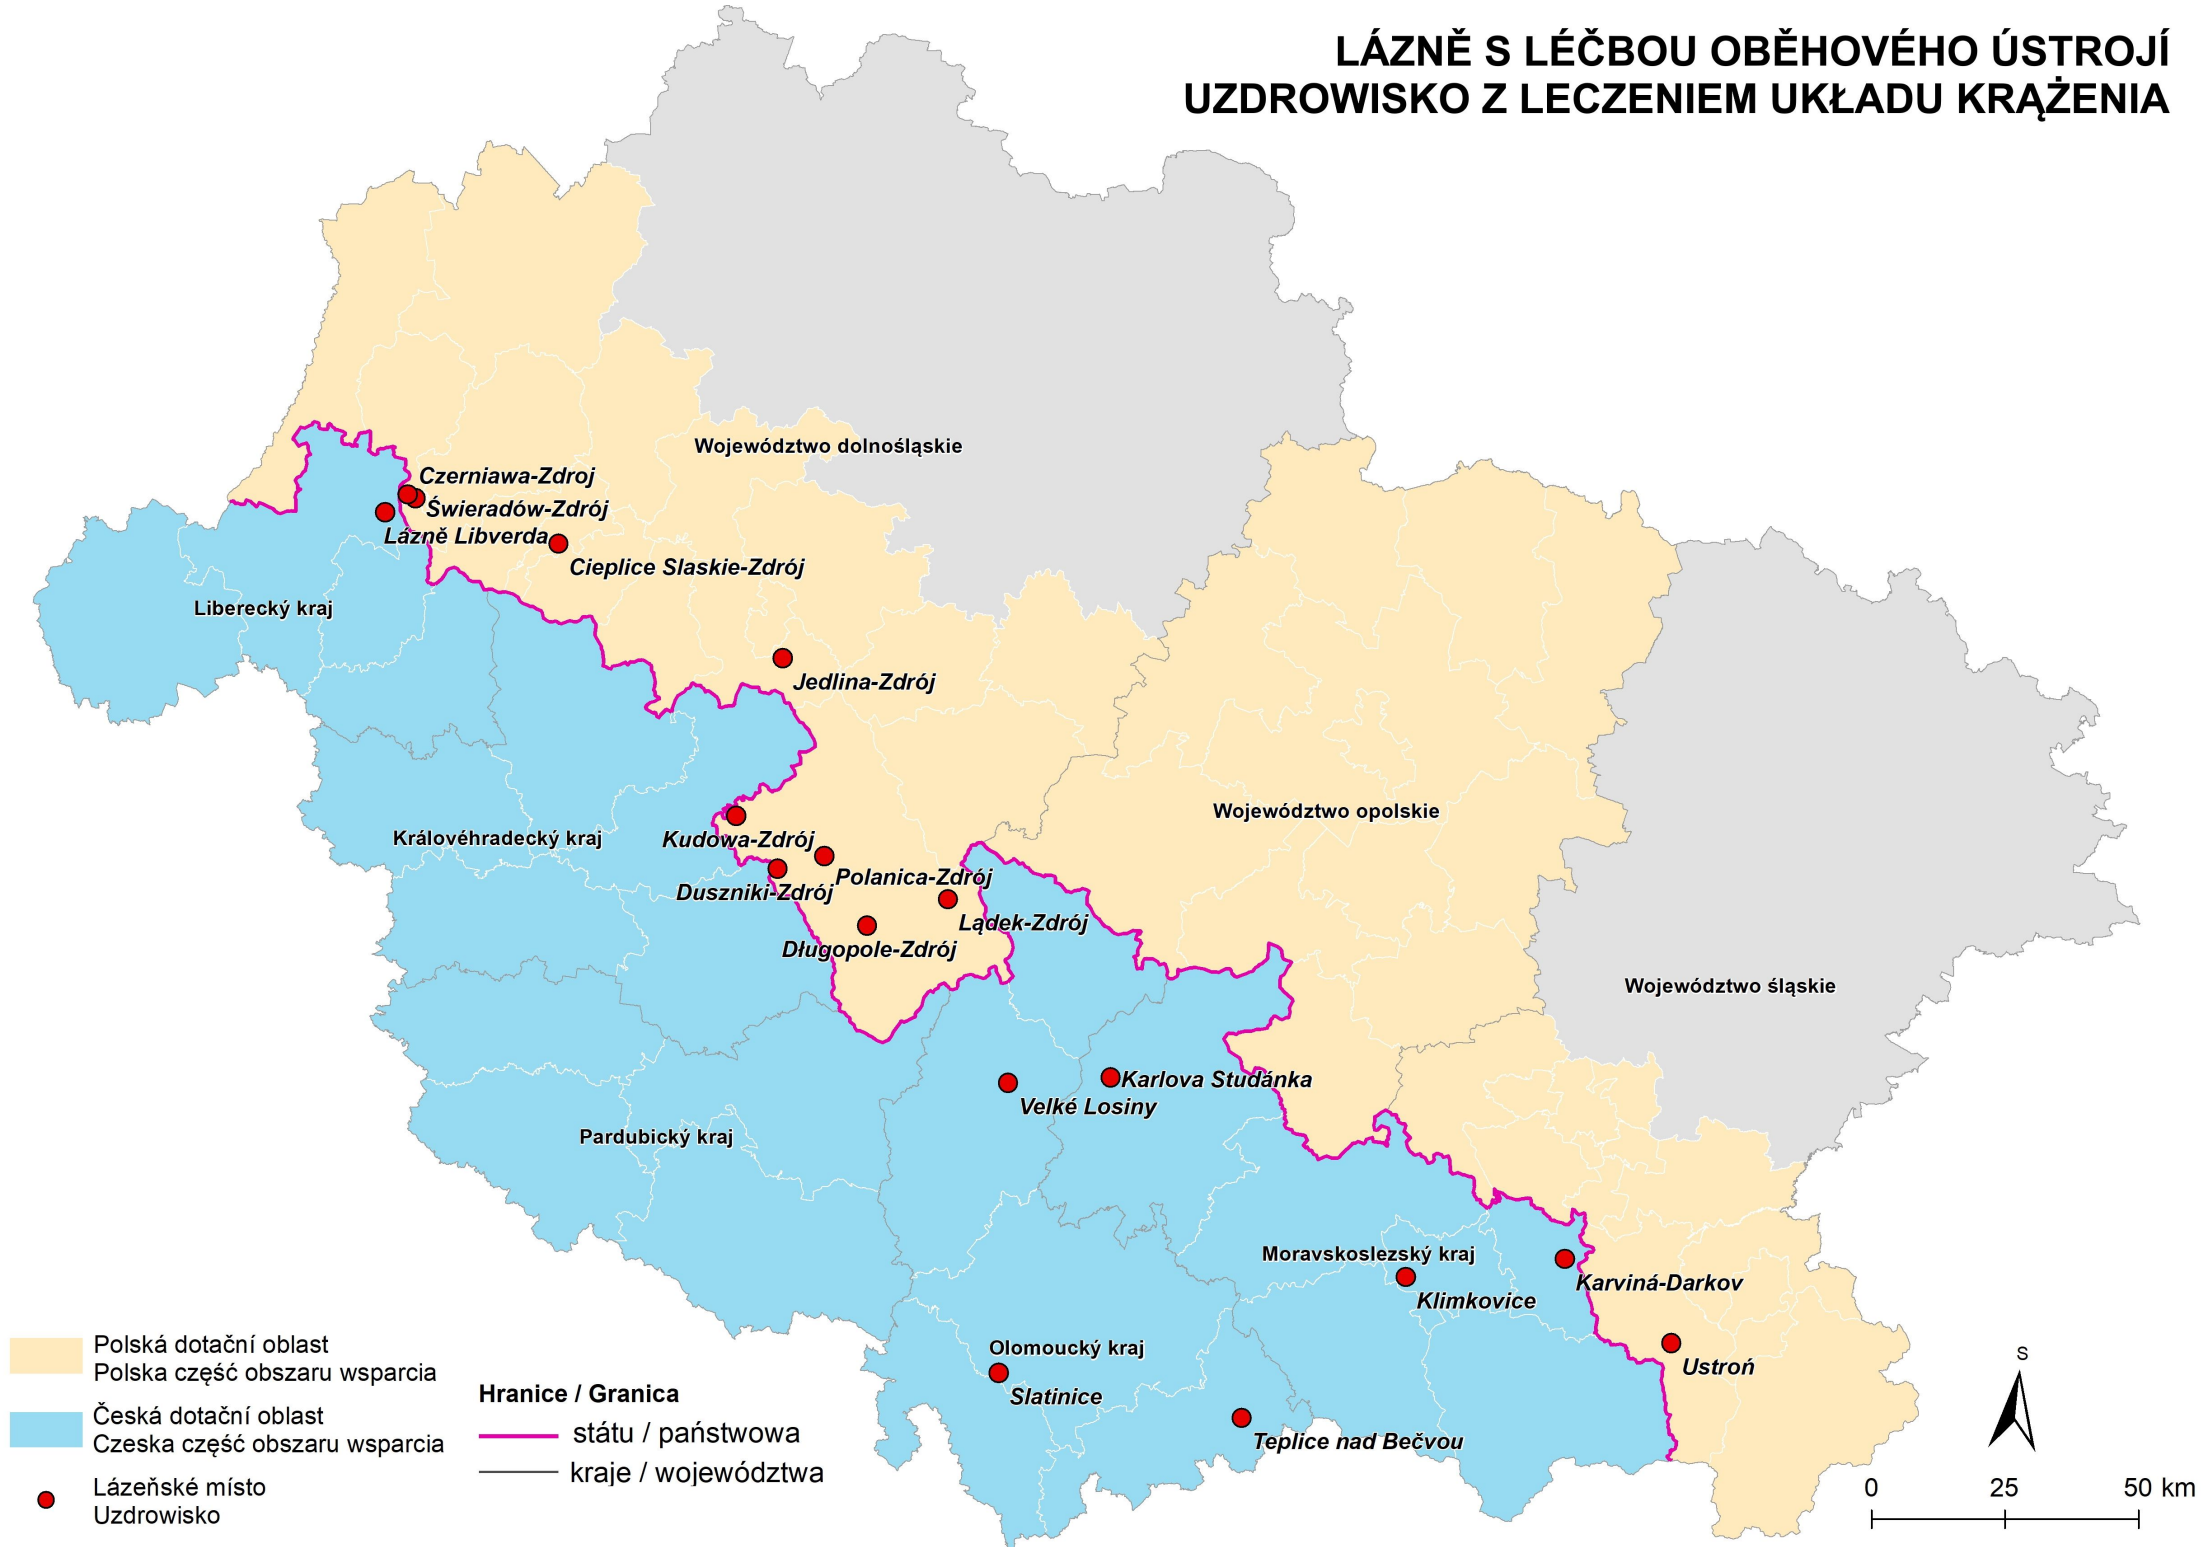 LÁZNĚ S LÉČBOU OBĚHOVÉHO ÚSTROJÍ
UZDROWISKO Z LECZENIEM UKŁADU KRĄŻENIA
Województwo dolnośląskie
Czerniawa-Zdroj
Świeradów-Zdrój
Lázně Libverda
Cieplice Slaskie-Zdrój
Liberecký kraj
Jedlina-Zdrój
Województwo opolskie
Královéhradecký kraj
Kudowa-Zdrój
Polanica-Zdrój
Duszniki-Zdrój
Lądek-Zdrój
Długopole-Zdrój
Województwo śląskie
Karlova Studánka
Velké Losiny
Pardubický kraj
Moravskoslezský kraj
Karviná-Darkov
Klimkovice
Olomoucký kraj
Ustroń
Slatinice
Teplice nad Bečvou
Polská dotační oblast
Polska część obszaru wsparcia
Česká dotační oblast
Czeska część obszaru wsparcia
Lázeňské místo
Uzdrowisko
Hranice / Granica
státu / państwowa
kraje / województwa
S
0 25 50 km